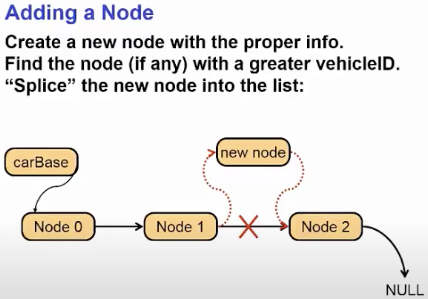 Adding a Node
Create a new node with the proper info.
Find the node (if any) with a greater vehicleID.
“Splice” the new node into the list:
new node
carBase
Node 0
Node 1
Node 2
NULL